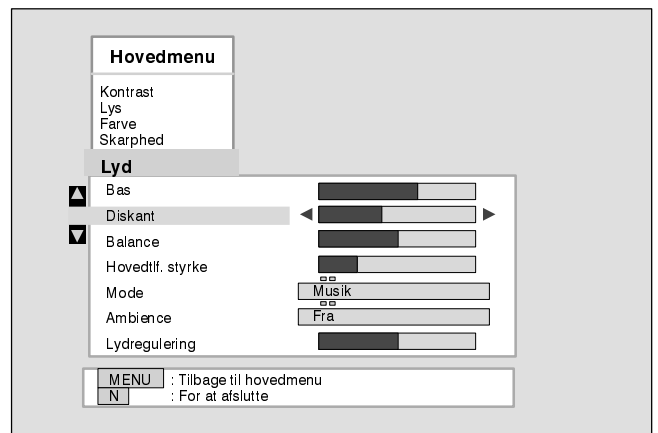 Hovedmenu
Kontrast
Lys
Farve
Skarphed
Lyd
Bas
Diskant
Balance
Hovedtlf. styrke
Mode Musik
Ambience Fra
Lydregulering
MENU : Tilbage til hovedmenu
N : For at afslutte